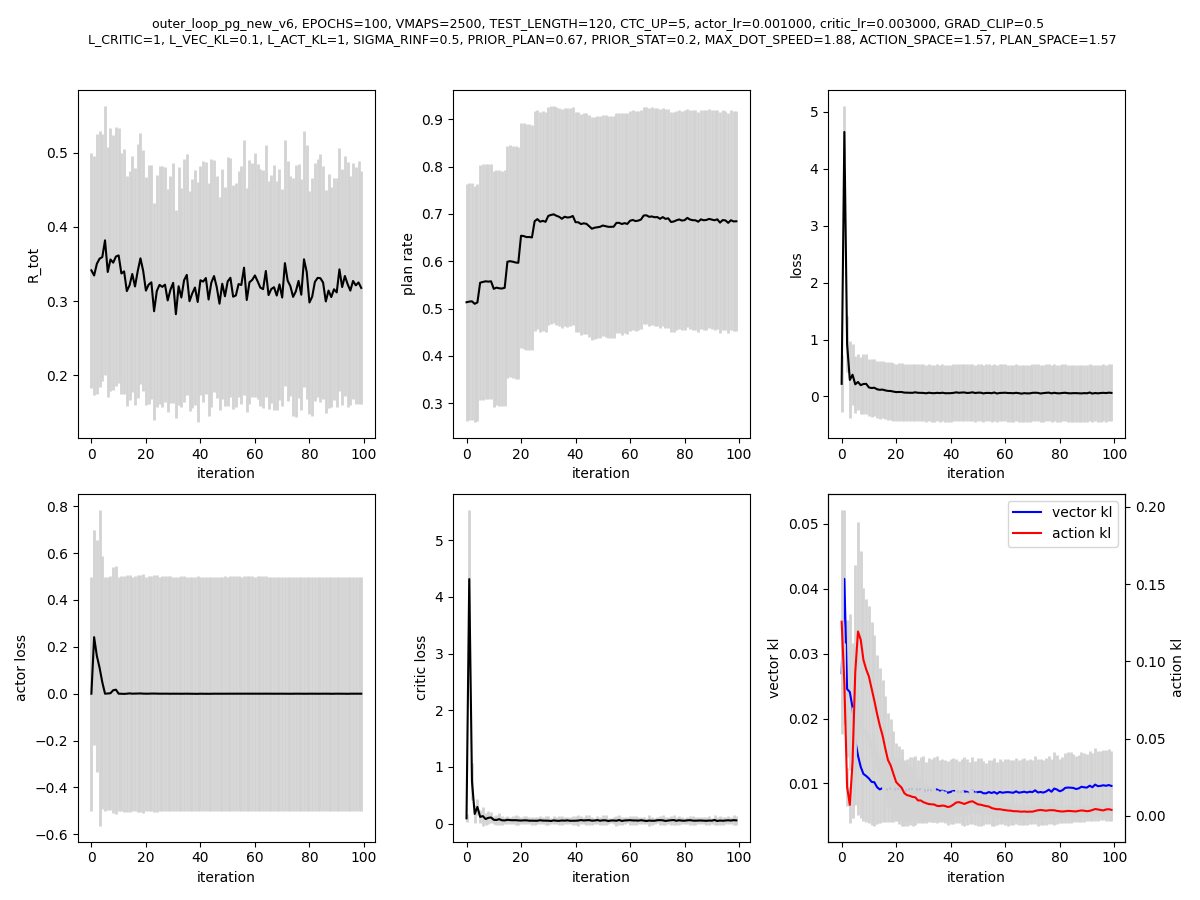 outer_loop_pg_new_v6, EPOCHS=100, VMAPS=2500, TEST_LENGTH=120, CTC_UP=5, actor_lr=0.001000, critic_lr=0.003000, GRAD_CLIP=0.5
L_CRITIC=1, L_VEC_KL=0.1, L_ACT_KL=1, SIGMA_RINF=0.5, PRIOR_PLAN=0.67, PRIOR_STAT=0.2, MAX_DOT_SPEED=1.88, ACTION_SPACE=1.57, PLAN_SPACE=1.57
R_tot
0.5
0.4
0.3
0.2
0 20 40 60 80 100
iteration
plan rate
0.9
0.8
0.7
0.6
0.5
0.4
0.3
0 20 40 60 80 100
iteration
loss
5
4
3
2
1
0
0 20 40 60 80 100
iteration
actor loss
0.8
0.6
0.4
0.2
0.0
−0.2
−0.4
−0.6
0 20 40 60 80 100
iteration
critic loss
5
4
3
2
1
0
0 20 40 60 80 100
iteration
vector kl
0.05
0.04
0.03
0.02
0.01
vector kl
action kl
0.20
0.15
0.10
0.05
0.00
action kl
0 20 40 60 80 100
iteration